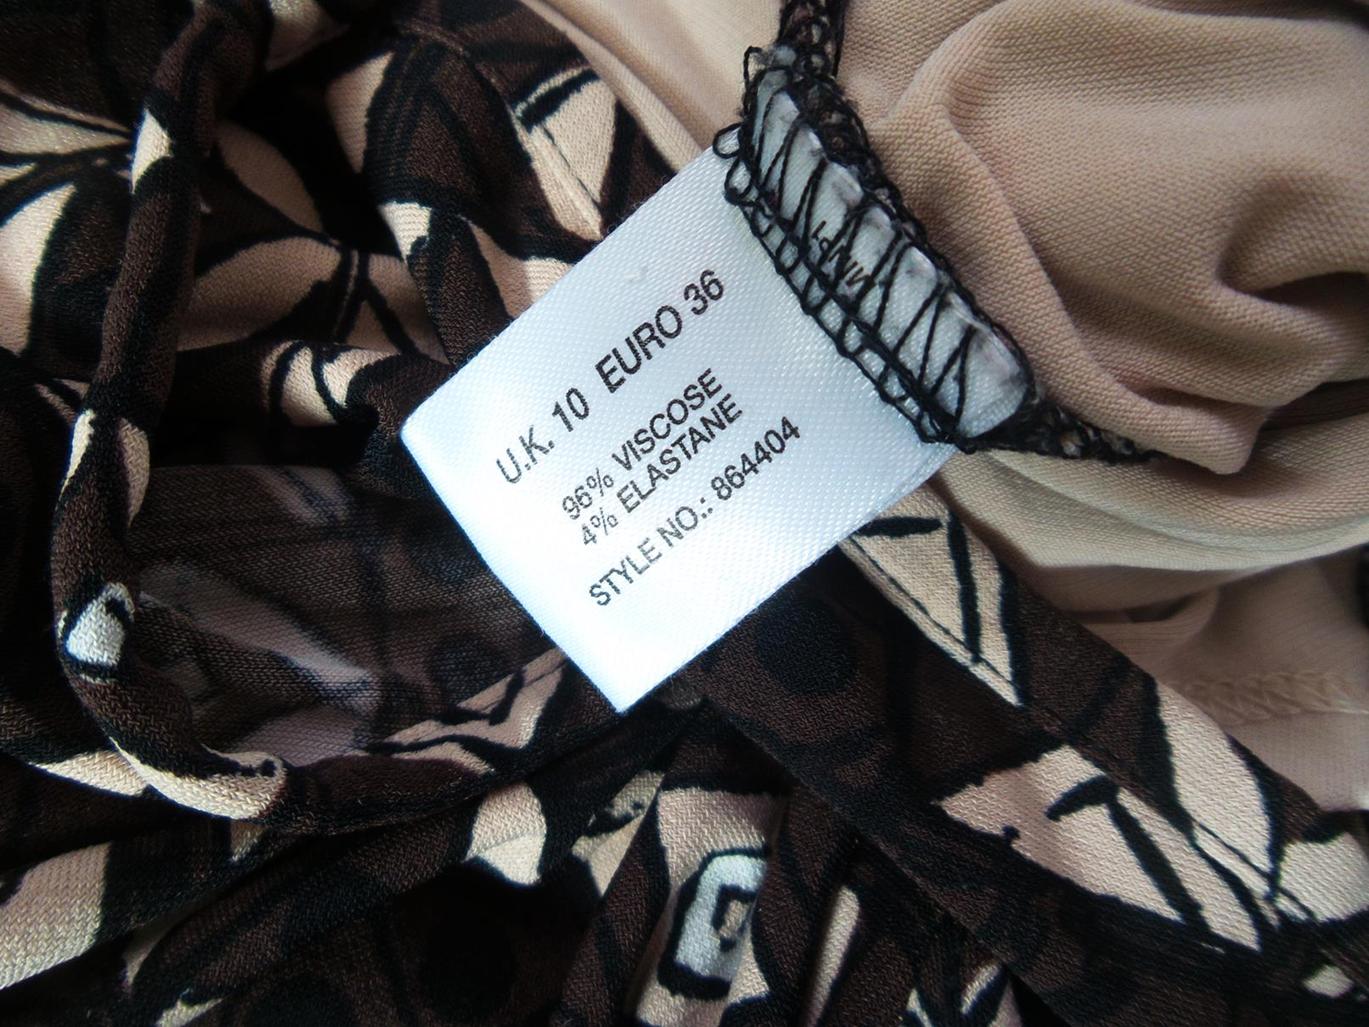 U.K. 10 EURO 36
96% VISCOSE
4% ELASTANE
STYLE NO.: 864404